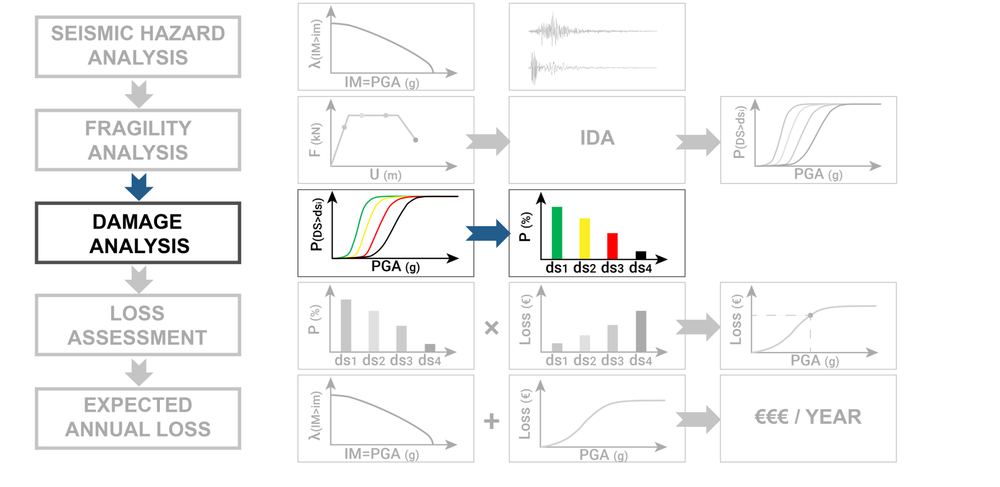 SEISMIC HAZARD
ANALYSIS
λ(IM>im)
IM=PGA (g)
FRAGILITY
ANALYSIS
F (kN)
U (m)
IDA
P(DS>dsi)
PGA (g)
DAMAGE
ANALYSIS
P(DS>dsi)
PGA (g)
P (%)
ds1 ds2 ds3 ds4
LOSS
ASSESSMENT
P (%)
ds1 ds2 ds3 ds4
×
Loss (€)
ds1 ds2 ds3 ds4
Loss (€)
PGA (g)
EXPECTED
ANNUAL LOSS
λ(IM>im)
IM=PGA (g)
+
Loss (€)
PGA (g)
€€€ / YEAR